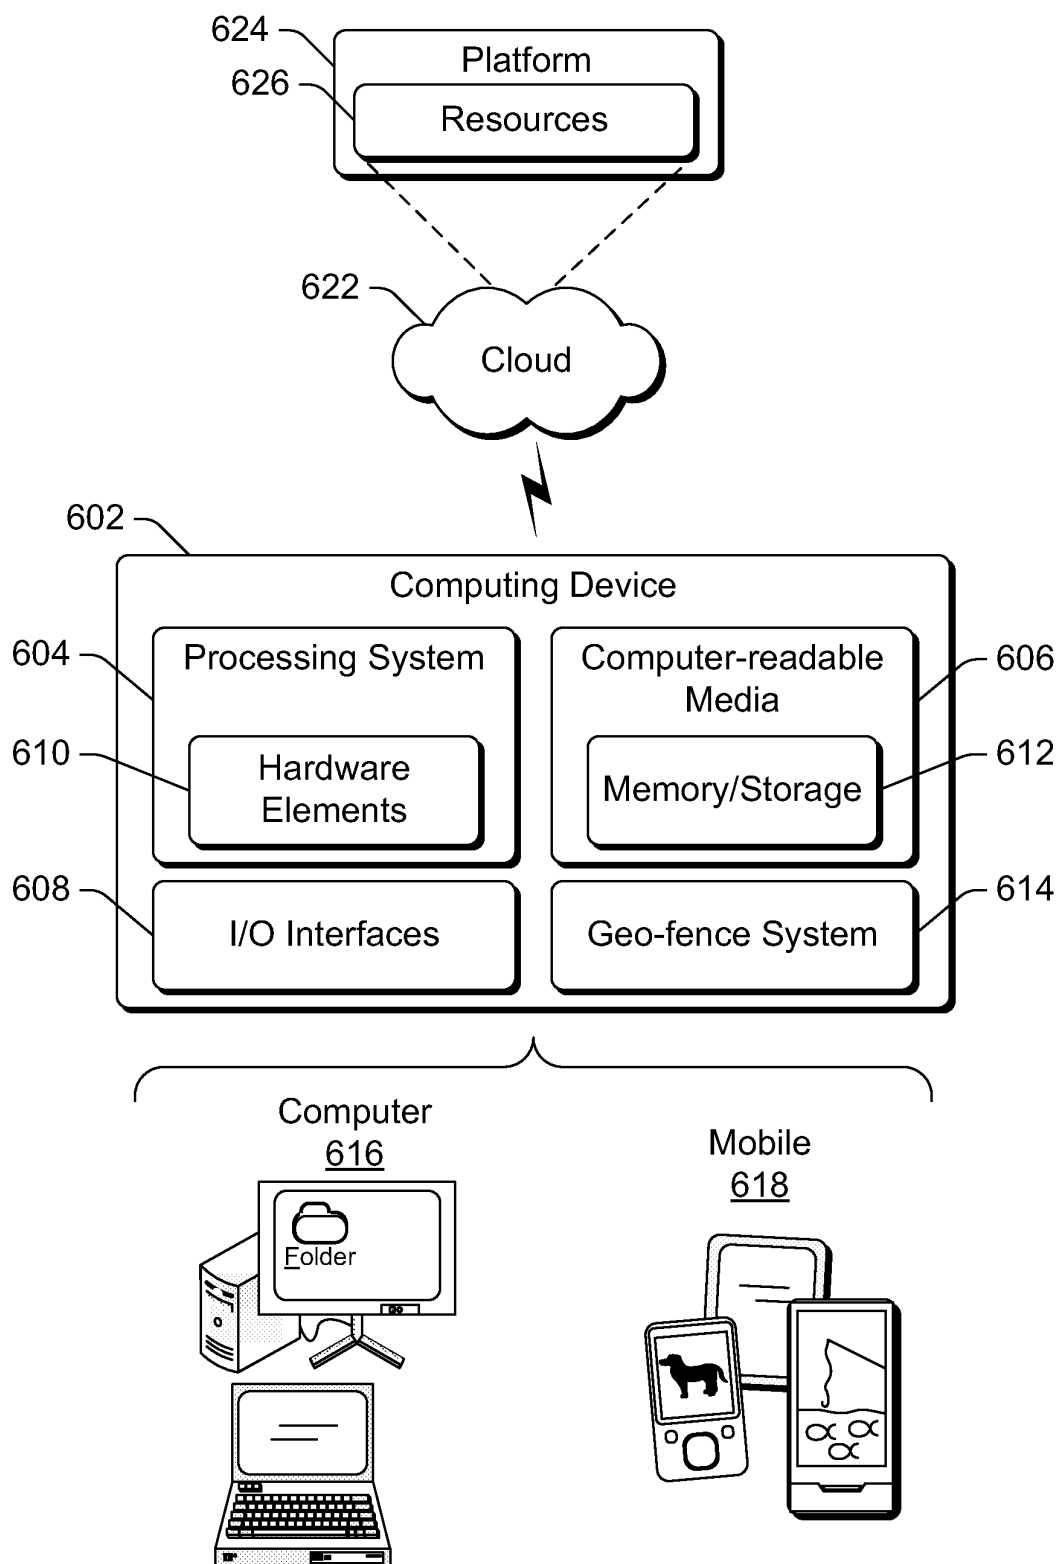 624
Platform
626
Resources
622
Cloud
602
Computing Device
604
Processing System
Computer-readable
Media
606
610
Hardware
Elements
Memory/Storage
612
608
I/O Interfaces
Geo-fence System
614
Computer
616
Folder
Mobile
618